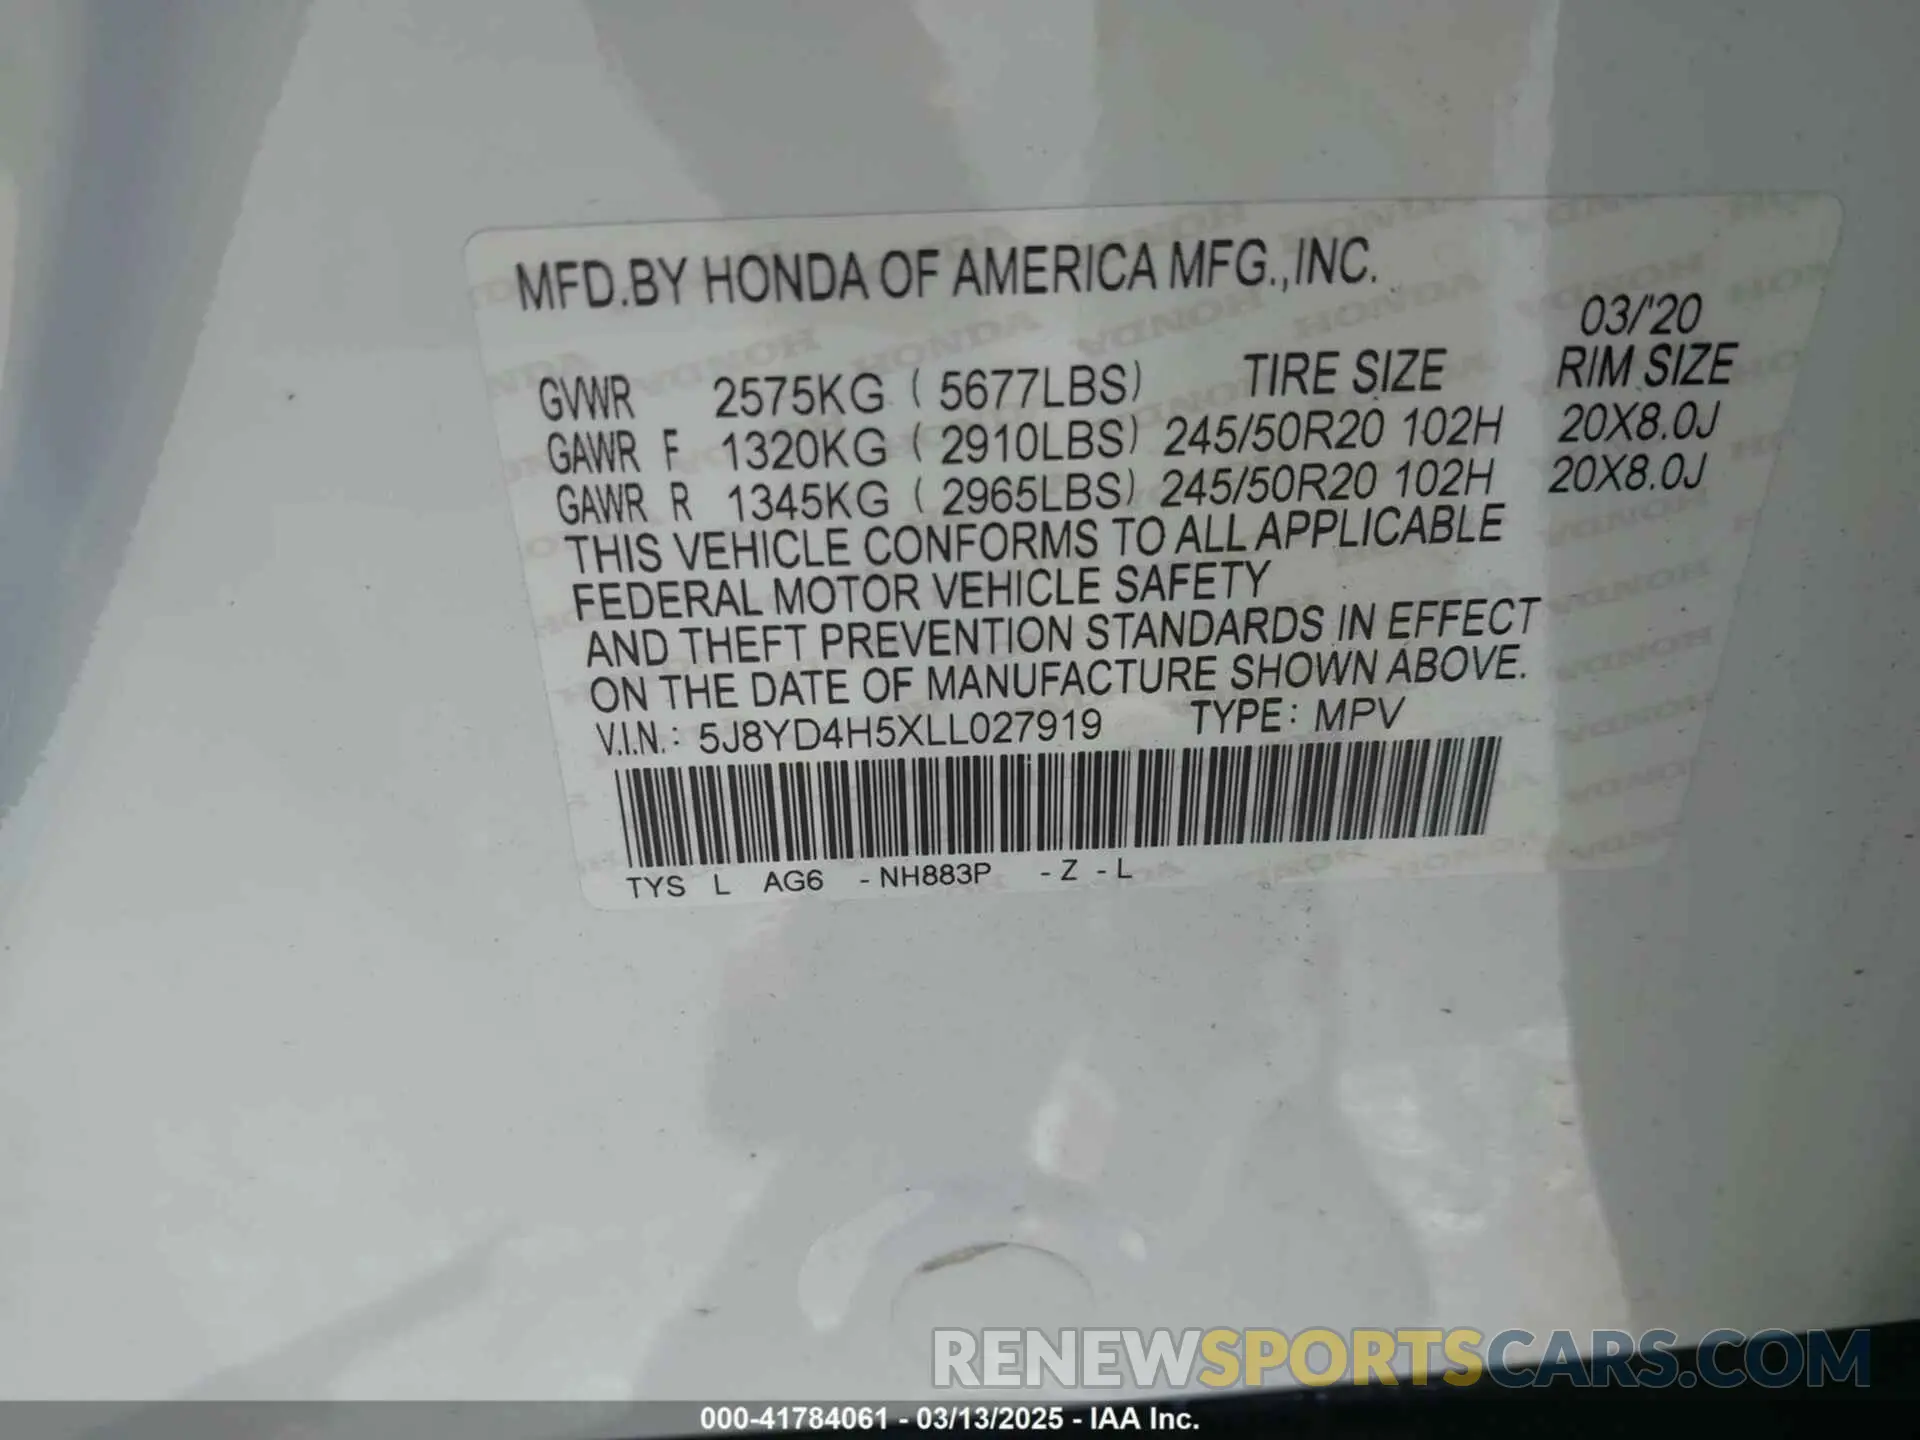 MFD.BY HONDA OF AMERICA MFG.,INC.
03/'20
GVWR 2575KG ( 5677LBS) TIRE SIZE RIM SIZE
GAWR F 1320KG ( 2910LBS) 245/50R20 102H 20X8.0J
GAWR R 1345KG ( 2965LBS) 245/50R20 102H 20X8.0J
THIS VEHICLE CONFORMS TO ALL APPLICABLE
FEDERAL MOTOR VEHICLE SAFETY
AND THEFT PREVENTION STANDARDS IN EFFECT
ON THE DATE OF MANUFACTURE SHOWN ABOVE.
V.I.N.: 5J8YD4H5XLL027919 TYPE: MPV
TYS L AG6 -NH883P -Z -L
RENEWSPORTSCARS.COM
000-41784061 - 03/13/2025 - IAA Inc.